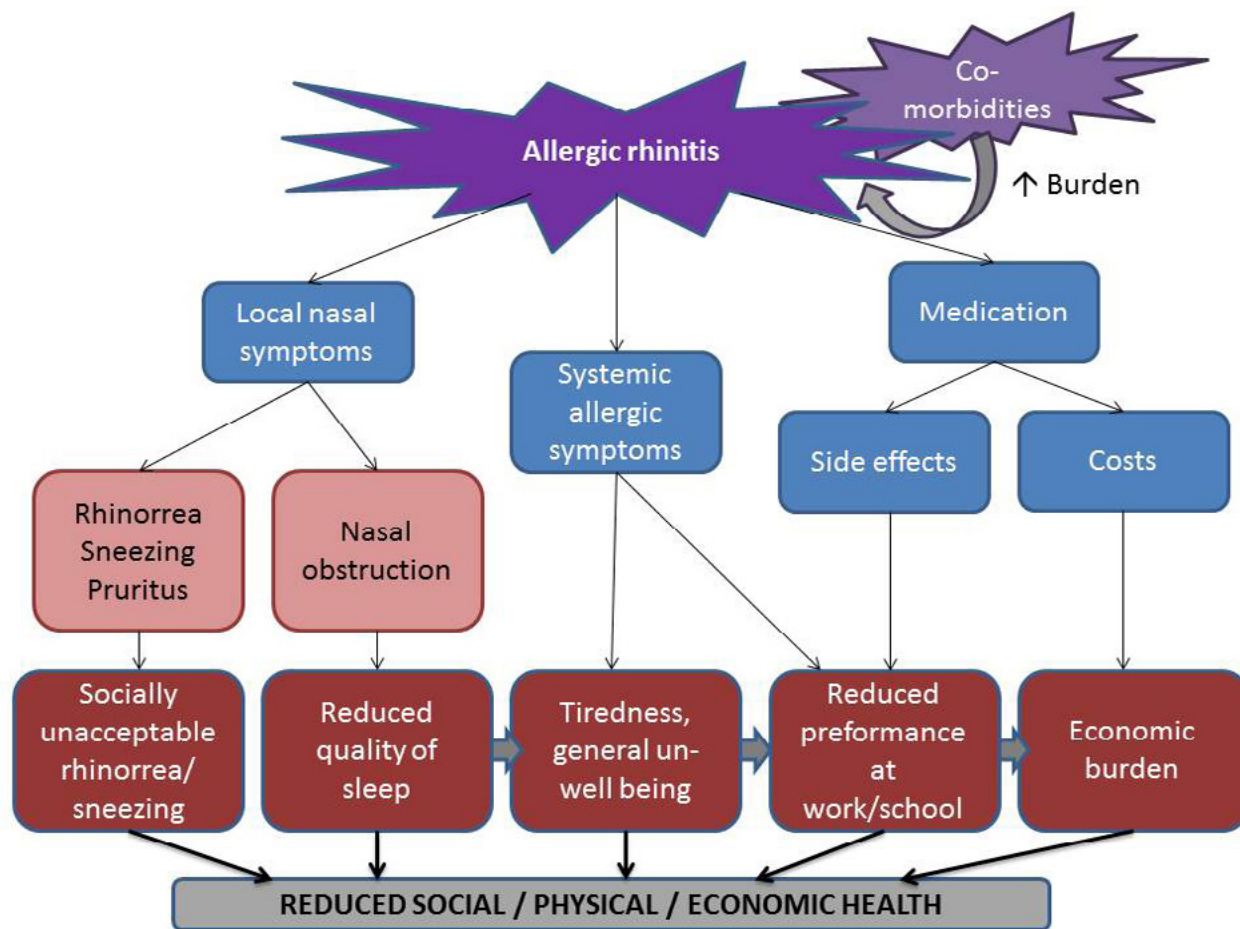 Co-
morbidities
Allergic rhinitis
↑ Burden
Local nasal
symptoms
Medication
Systemic
allergic
symptoms
Side effects
Costs
Rhinorrea
Sneezing
Pruritus
Nasal
obstruction
Socially
unacceptable
rhinorrea/
sneezing
Reduced
quality of
sleep
Tiredness,
general un-
well being
Reduced
preformance
at
work/school
Economic
burden
REDUCED SOCIAL / PHYSICAL / ECONOMIC HEALTH